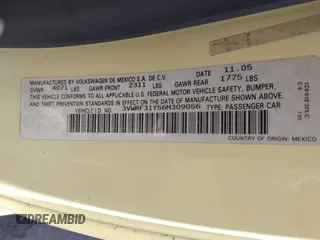 MANUFACTURED BY VOLKSWAGEN DE MEXICO S.A. DE C.V. 11.05
GVWR 4071 LBS GAWR FRONT 2311 LBS GAWR REAR 1775 LBS
THIS VEHICLE CONFORMS TO ALL APPLICABLE FEDERAL MOTOR VEHICLE SAFETY, BUMPER,
AND THEFT PREVENTION STANDARDS IN EFFECT ON THE DATE OF MANUFACTURE SHOWN ABOVE.
VEHICLE I.D. NO.: 3VWRF31Y56M309056 TYPE: PASSENGER CAR
COUNTRY OF ORIGIN: MEXICO
© DREAMBID